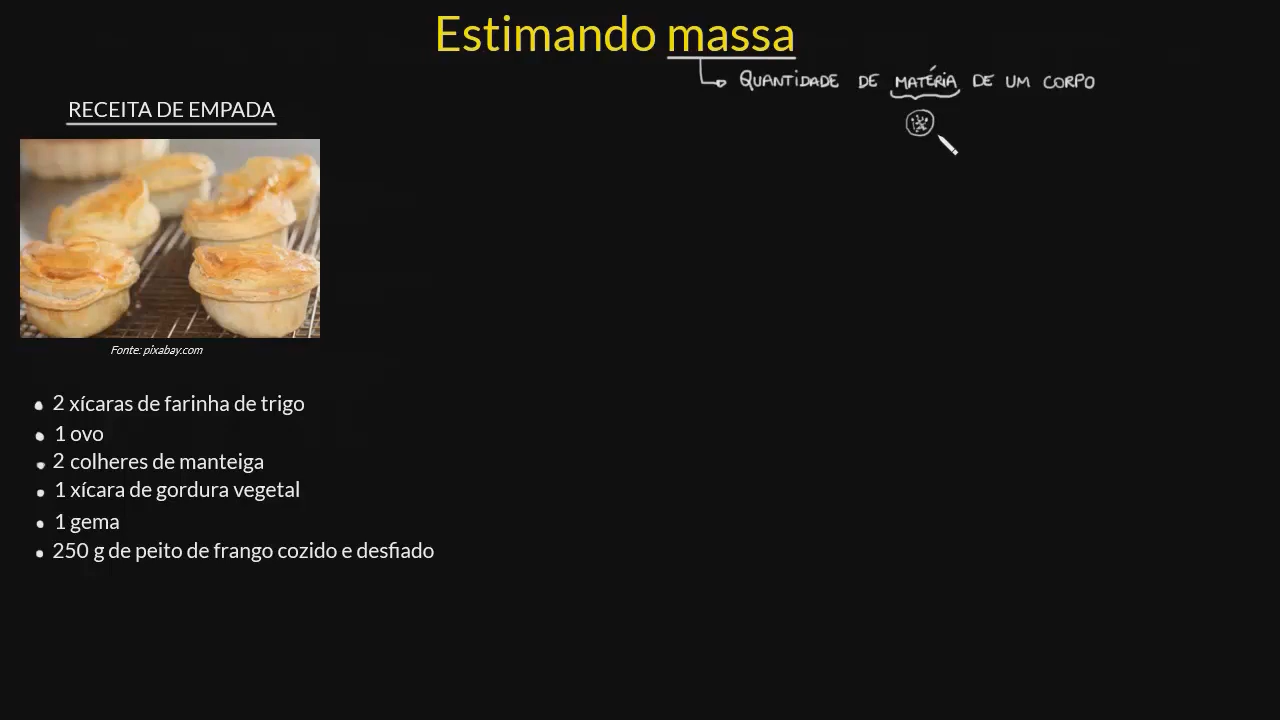 Estimando massa
QUANTIDADE DE MATÉRIA DE UM CORPO
RECEITA DE EMPADA
Fonte: pixabay.com
• 2 xícaras de farinha de trigo
• 1 ovo
• 2 colheres de manteiga
• 1 xícara de gordura vegetal
• 1 gema
• 250 g de peito de frango cozido e desfiado